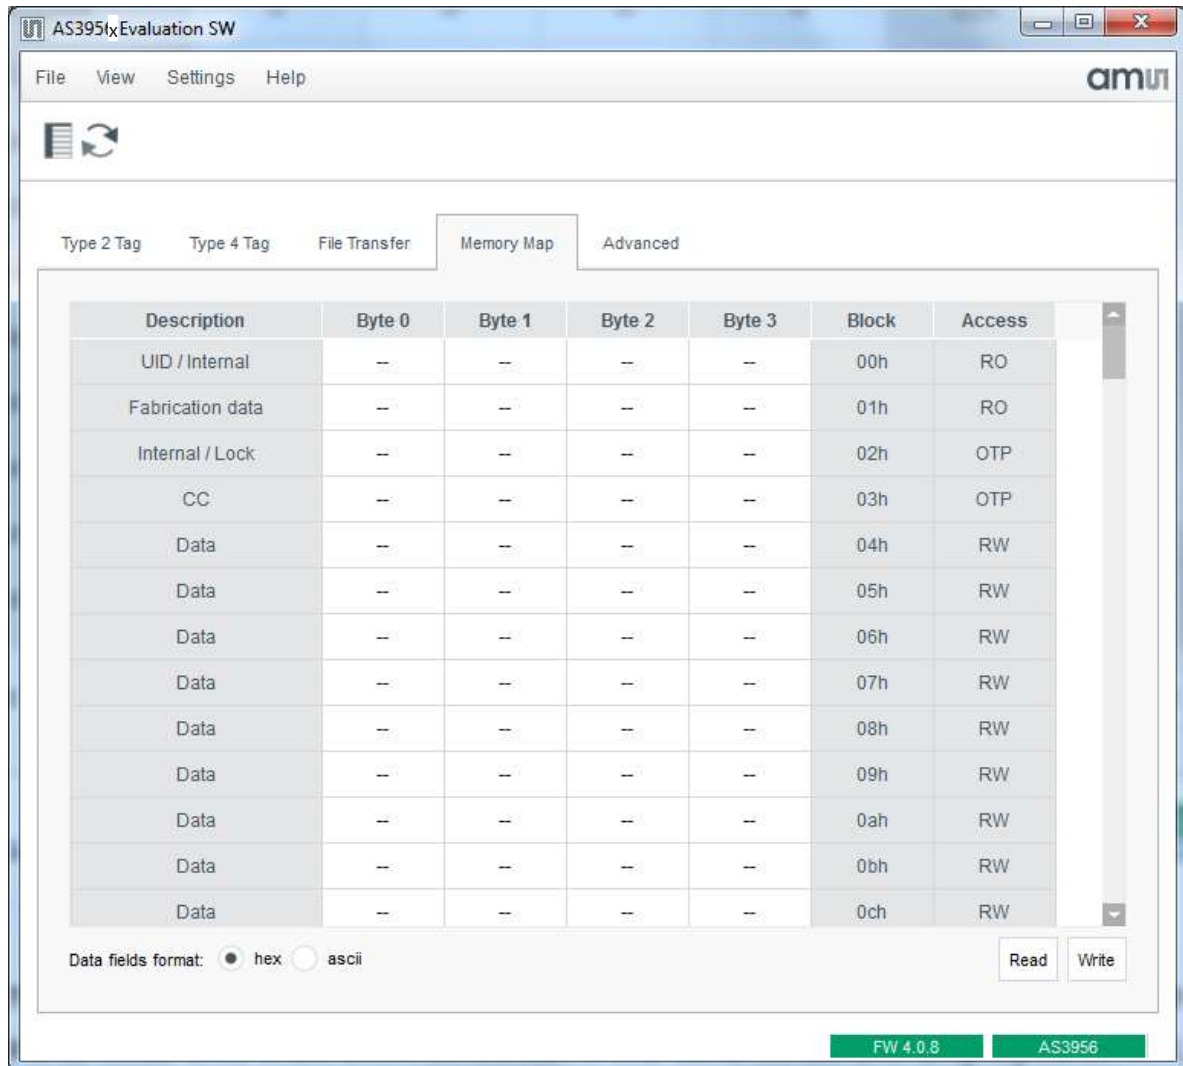 AS3956x Evaluation SW
File View Settings Help
amu
Type 2 Tag Type 4 Tag File Transfer Memory Map Advanced
Description Byte 0 Byte 1 Byte 2 Byte 3 Block Access
UID / Internal -- -- -- -- 00h RO
Fabrication data -- -- -- -- 01h RO
Internal / Lock -- -- -- -- 02h OTP
CC -- -- -- -- 03h OTP
Data -- -- -- -- 04h RW
Data -- -- -- -- 05h RW
Data -- -- -- -- 06h RW
Data -- -- -- -- 07h RW
Data -- -- -- -- 08h RW
Data -- -- -- -- 09h RW
Data -- -- -- -- 0ah RW
Data -- -- -- -- 0bh RW
Data -- -- -- -- 0ch RW
Data fields format: hex ascii Read Write
FW 4.0.8 AS3956